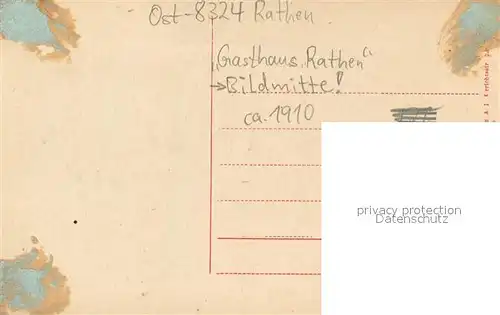 Ost-8324 Rathen.
„Gasthaus Rathen"
→Bildmitte!
ca. 1910
privacy protection
Datenschutz